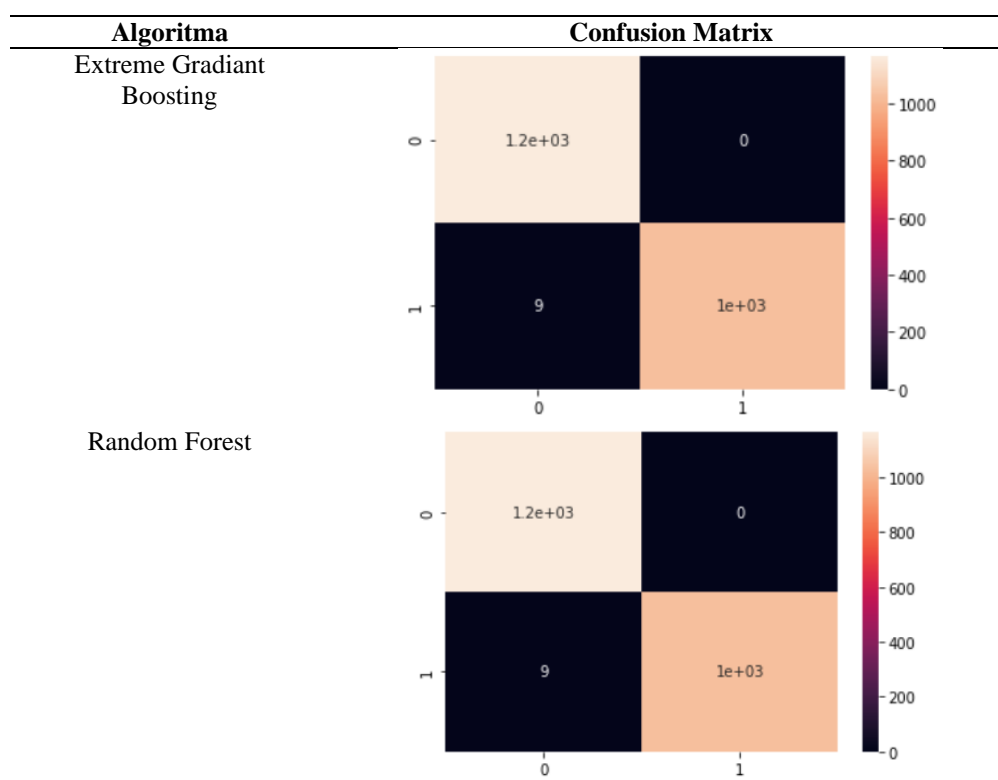 Algoritma Confusion Matrix
Extreme Gradiant
Boosting
0
1.2e+03 0
1
9 1e+03
0 1
1000
800
600
400
200
0
Random Forest
0
1.2e+03 0
1
9 1e+03
0 1
1000
800
600
400
200
0